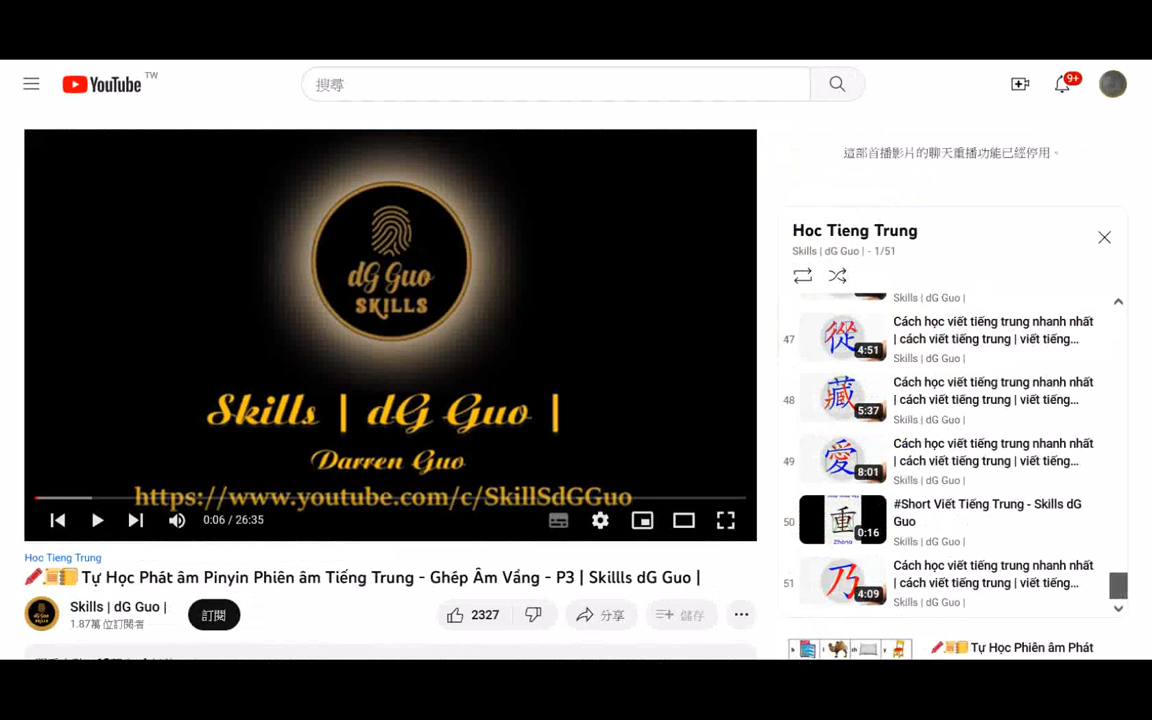 YouTube TW
搜尋
9+
dG Guo
SKILLS
Skills | dG Guo |
Darren Guo
https://www.youtube.com/c/SkillSdGGuo
0:06 / 26:35
Hoc Tieng Trung
Tự Học Phát âm Pinyin Phiên âm Tiếng Trung - Ghép Âm Vầng - P3 | Skillls dG Guo |
Skills | dG Guo |
1.87萬 位訂閱者
訂閱
2327
分享
儲存
這部首播影片的聊天重播功能已經停用。
Hoc Tieng Trung
Skills | dG Guo | - 1/51
Skills | dG Guo |
47
從
4:51
Cách học viết tiếng trung nhanh nhất
| cách viết tiếng trung | viết tiếng...
Skills | dG Guo |
48
藏
5:37
Cách học viết tiếng trung nhanh nhất
| cách viết tiếng trung | viết tiếng...
Skills | dG Guo |
49
愛
8:01
Cách học viết tiếng trung nhanh nhất
| cách viết tiếng trung | viết tiếng...
Skills | dG Guo |
50
重
Zhòng
0:16
#Short Viết Tiếng Trung - Skills dG
Guo
Skills | dG Guo |
51
乃
4:09
Cách học viết tiếng trung nhanh nhất
| cách viết tiếng trung | viết tiếng...
Skills | dG Guo |
Tự Học Phiên âm Phát